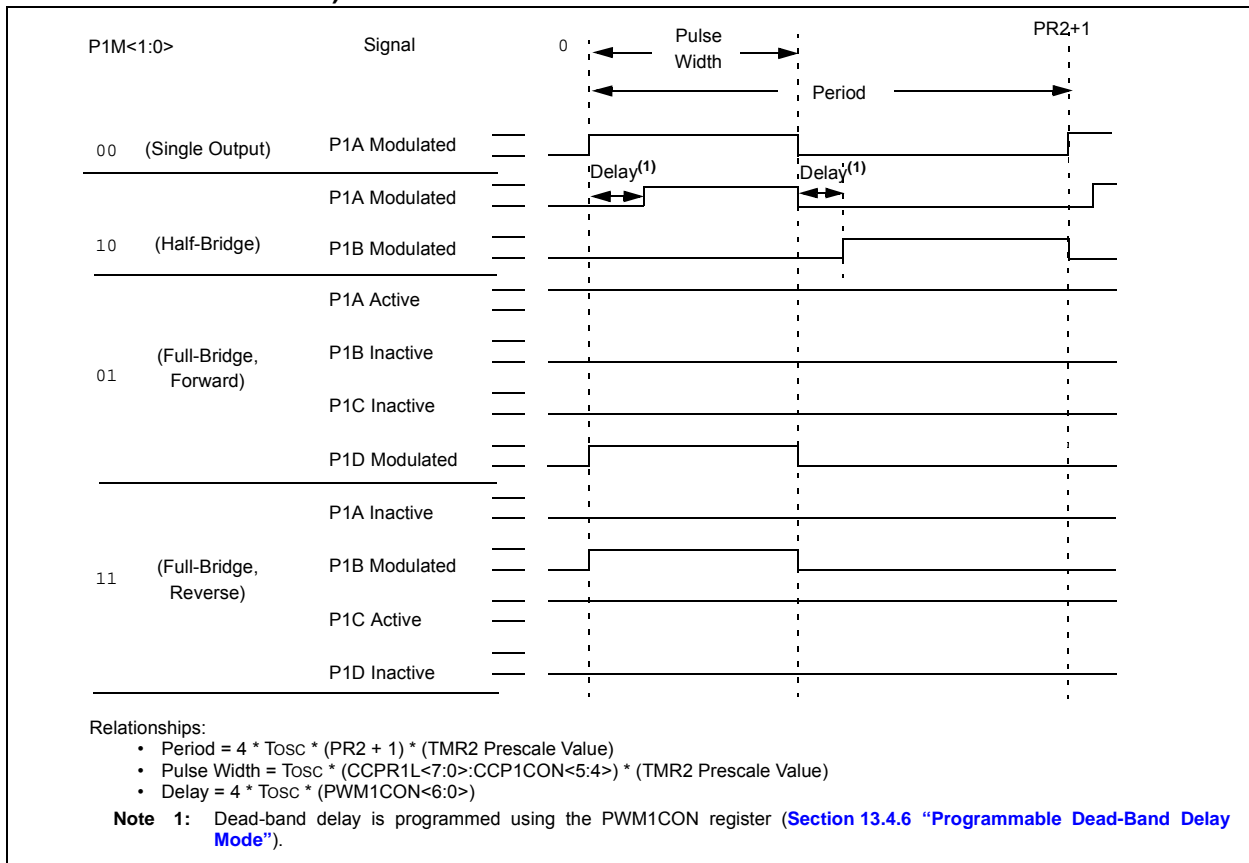 P1M<1:0> Signal 0 Pulse Width PR2+1
Period
00 (Single Output) P1A Modulated
Delay(1) Delay(1)
P1A Modulated
10 (Half-Bridge) P1B Modulated
P1A Active
01 (Full-Bridge, Forward) P1B Inactive
P1C Inactive
P1D Modulated
P1A Inactive
11 (Full-Bridge, Reverse) P1B Modulated
P1C Active
P1D Inactive
Relationships:
• Period = 4 * TOSC * (PR2 + 1) * (TMR2 Prescale Value)
• Pulse Width = TOSC * (CCPR1L<7:0>:CCP1CON<5:4>) * (TMR2 Prescale Value)
• Delay = 4 * TOSC * (PWM1CON<6:0>)
Note 1: Dead-band delay is programmed using the PWM1CON register (Section 13.4.6 “Programmable Dead-Band Delay
Mode”).